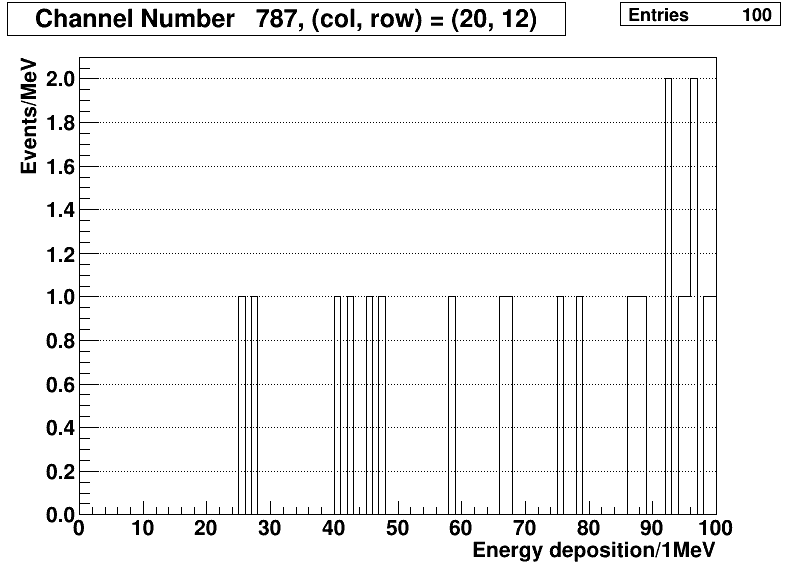 Channel Number 787, (col, row) = (20, 12)
Entries 100
Events/MeV
2.0
1.8
1.6
1.4
1.2
1.0
0.8
0.6
0.4
0.2
0.0
0 10 20 30 40 50 60 70 80 90 100
Energy deposition/1MeV